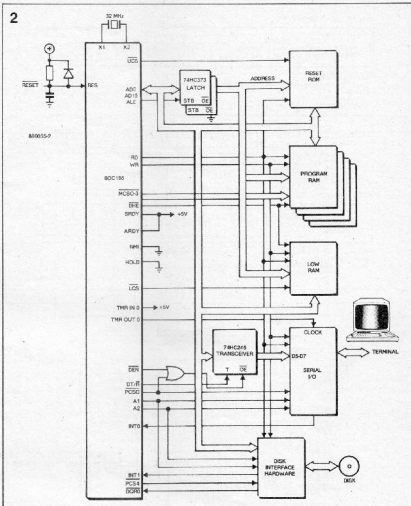 2
32 MHz
X1 X2
UCS
RESET
RES
AD0
AD15
ALE
74HC373
LATCH
STB OE
STB OE
ADDRESS
RESET
ROM
80C186
RD
WR
PROGRAM
RAM
MCS0-3
BHE
SRDY
+5V
ARDY
NMI
HOLD
LOW
RAM
LCS
TMR IN 0
+5V
TMR OUT 0
CLOCK
74HC245
TRANSCEIVER
D0-D7
SERIAL
I/O
TERMINAL
T OE
DEN
DT/R
PCS0
A1
A2
INT0
DISK
INTERFACE
HARDWARE
INT1
PCS4
DRQ0
DISK